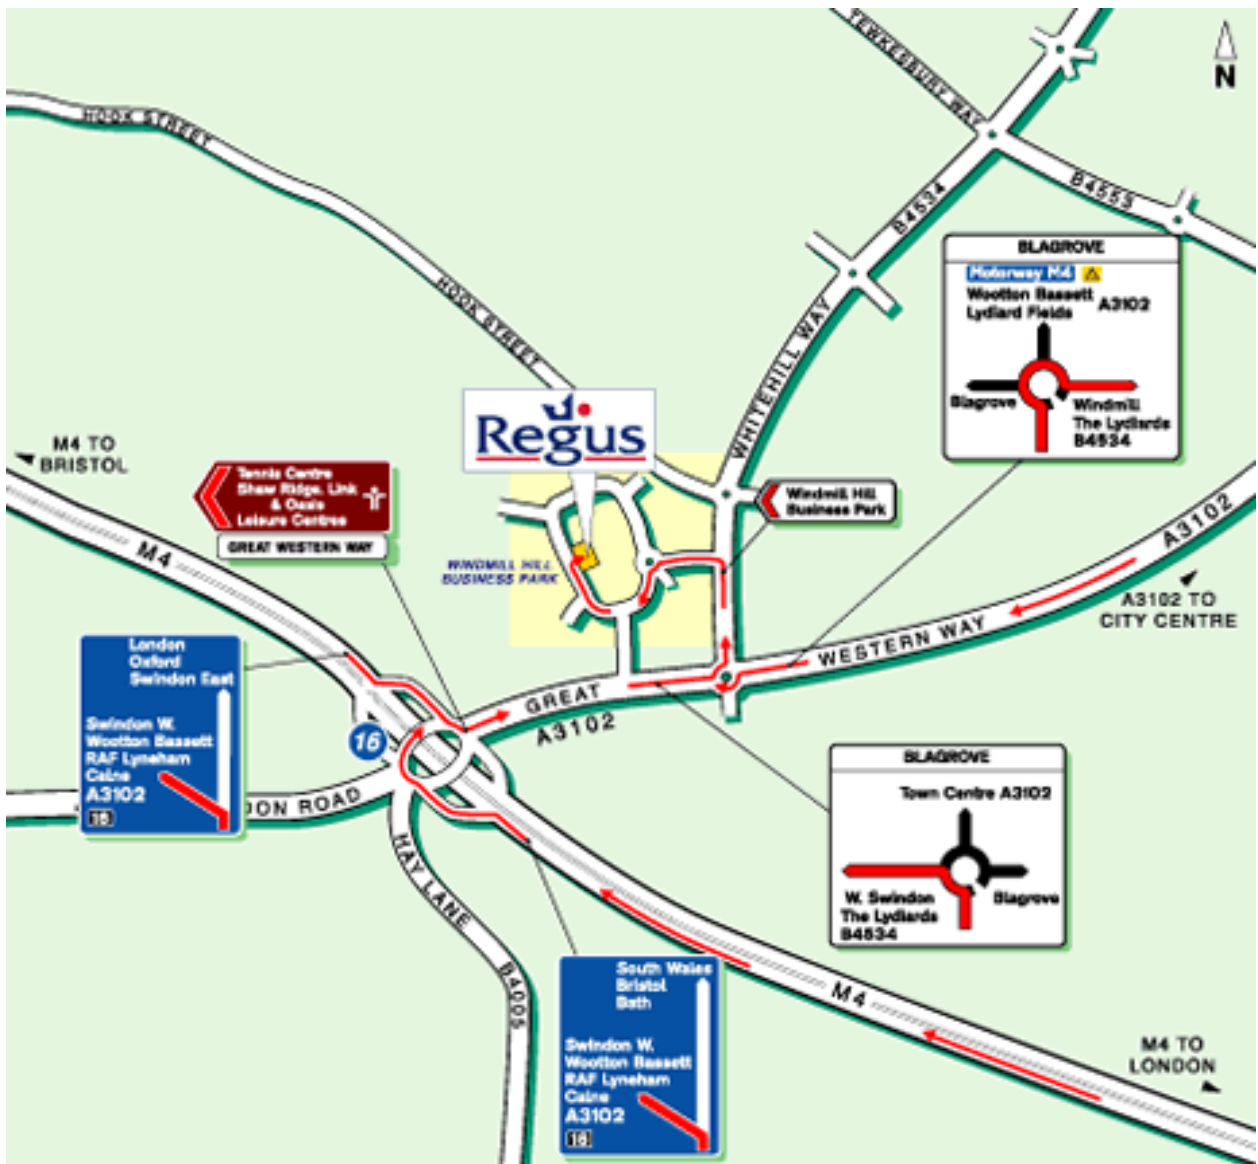 TEWKESBURY WAY
N
HOOK STREET
B4553
B4534
BLAGROVE
Motorway M4
Wootton Bassett
Lydiard Fields
A3102
Blagrove
Windmill
The Lydiards
B4534
HOOK STREET
WHITEHILL WAY
Regus
M4 TO
BRISTOL
Tennis Centre
Shaw Ridge, Link
& Oasis
Leisure Centres
GREAT WESTERN WAY
Windmill Hill
Business Park
A3102
M4
WINDMILL HILL
BUSINESS PARK
A3102 TO
CITY CENTRE
WESTERN WAY
London
Oxford
Swindon East
Swindon W.
Wootton Bassett
RAF Lyneham
Calne
A3102
16
GREAT
A3102
16
DON ROAD
BLAGROVE
Town Centre A3102
W. Swindon
The Lydiards
B4534
Blagrove
HAY LANE
B4005
South Wales
Bristol
Bath
Swindon W.
Wootton Bassett
RAF Lyneham
Calne
A3102
16
M4
M4 TO
LONDON